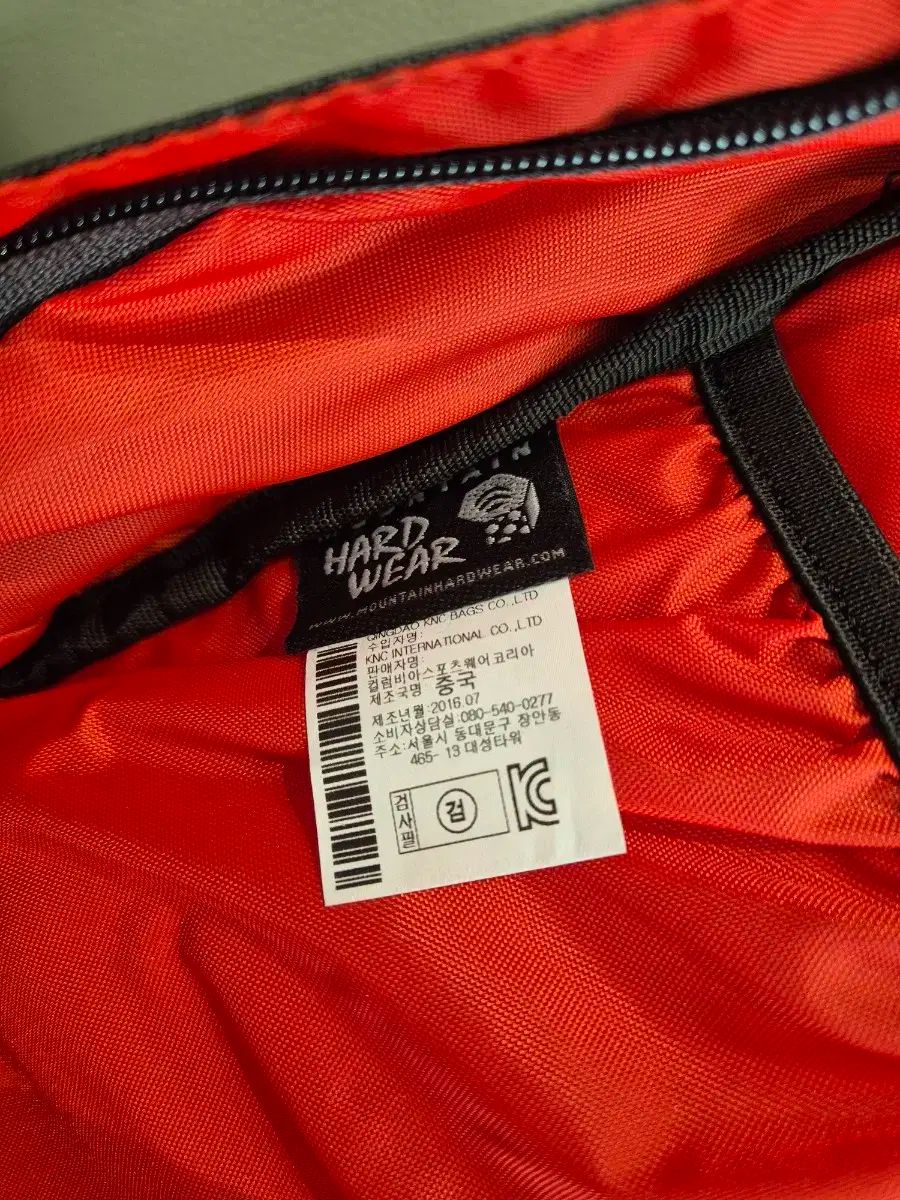 MOUNTAIN
HARD
WEAR
WWW.MOUNTAINHARDWEAR.COM
QINGDAO KNC BAGS CO.,LTD
수입자명:
KNC INTERNATIONAL CO.,LTD
판매자명:
컬럼비아스포츠웨어코리아
제조국명 : 중국
제조년월:2016.07
소비자상담실:080-540-0277
주소:서울시 동대문구 장안동
465- 13 대성타워
검사필
검